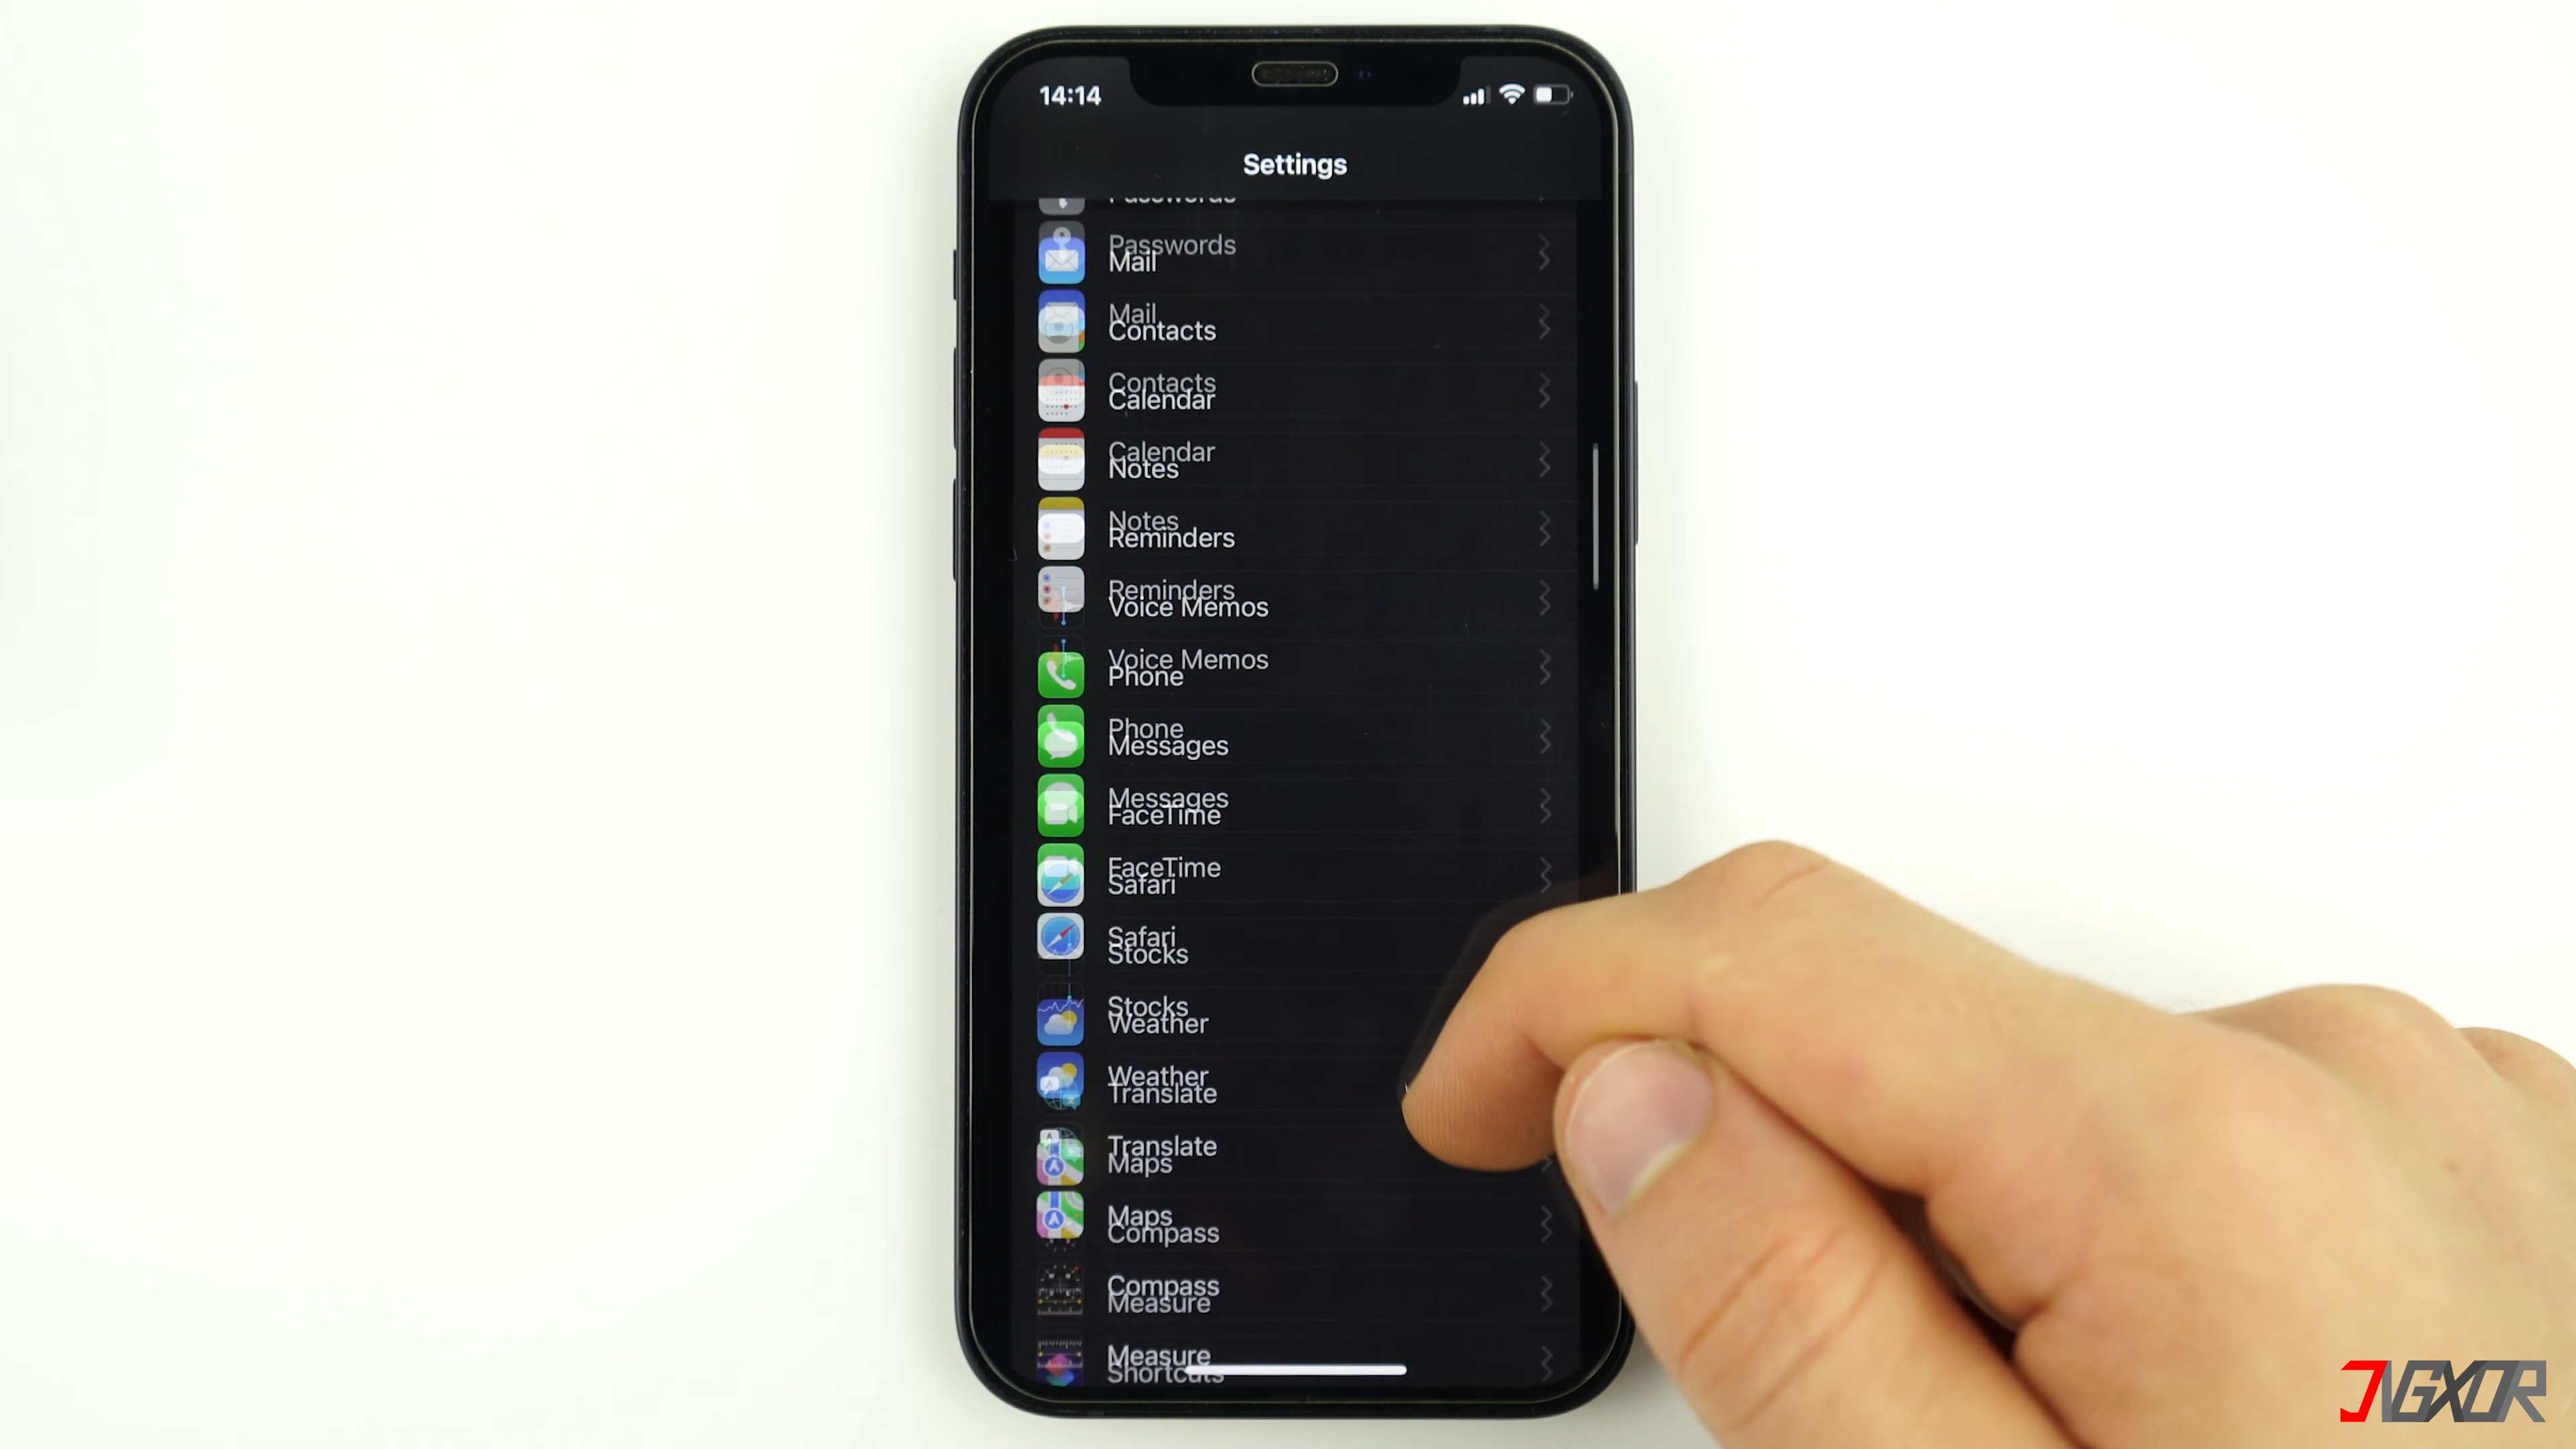 14:14
Settings
Passwords
Passwords
Mail
Mail
Contacts
Contacts
Calendar
Calendar
Notes
Notes
Reminders
Reminders
Voice Memos
Voice Memos
Phone
Phone
Messages
Messages
FaceTime
FaceTime
Safari
Safari
Stocks
Stocks
Weather
Weather
Translate
Translate
Maps
Maps
Compass
Compass
Measure
Measure
Shortcuts